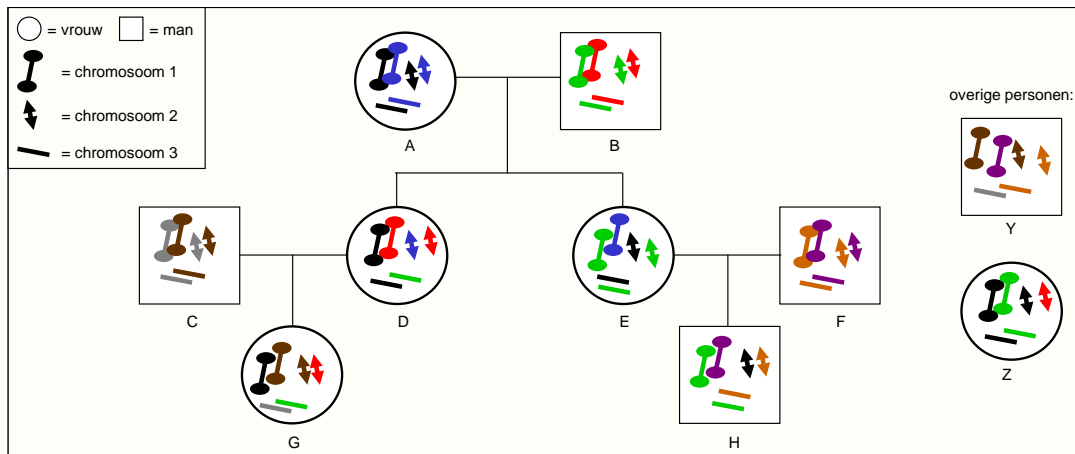 = vrouw = man
= chromosoom 1
= chromosoom 2
= chromosoom 3
A
B
overige personen:
Y
C
D
E
F
Z
G
H